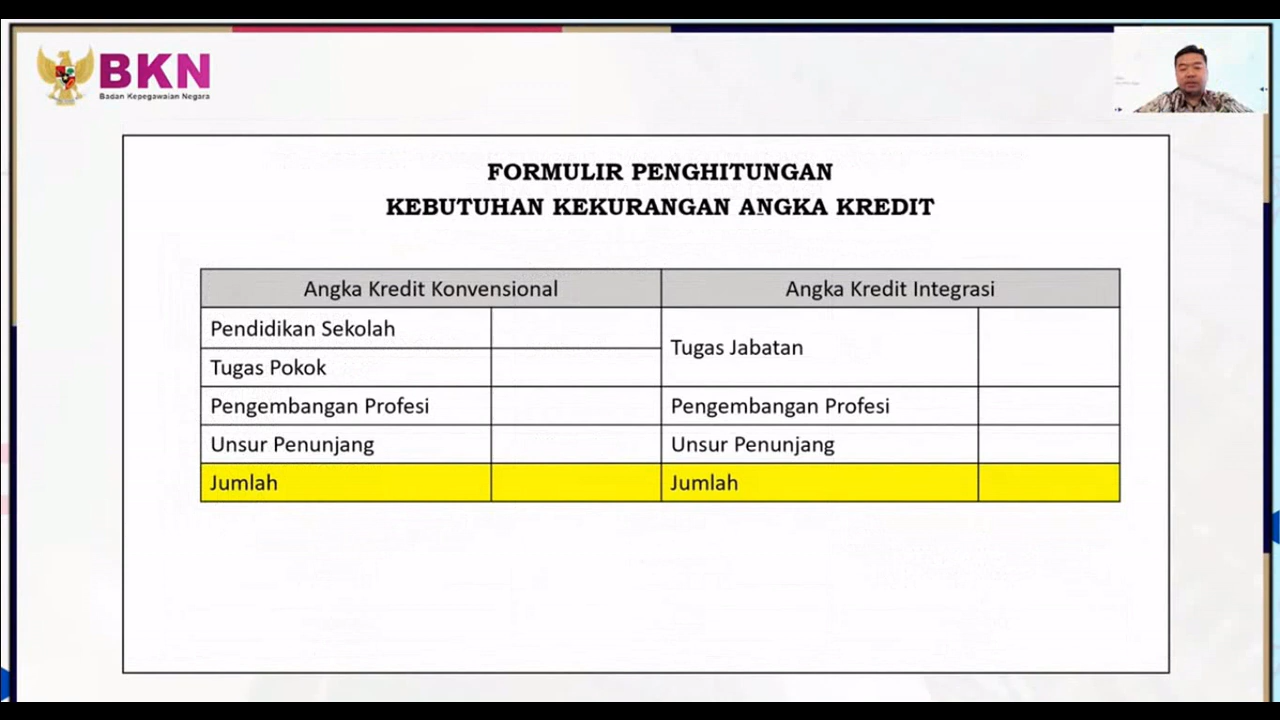 BKN
Badan Kepegawaian Negara
FORMULIR PENGHITUNGAN
KEBUTUHAN KEKURANGAN ANGKA KREDIT
Angka Kredit Konvensional
Angka Kredit Integrasi
Pendidikan Sekolah
Tugas Jabatan
Tugas Pokok
Pengembangan Profesi
Pengembangan Profesi
Unsur Penunjang
Unsur Penunjang
Jumlah
Jumlah